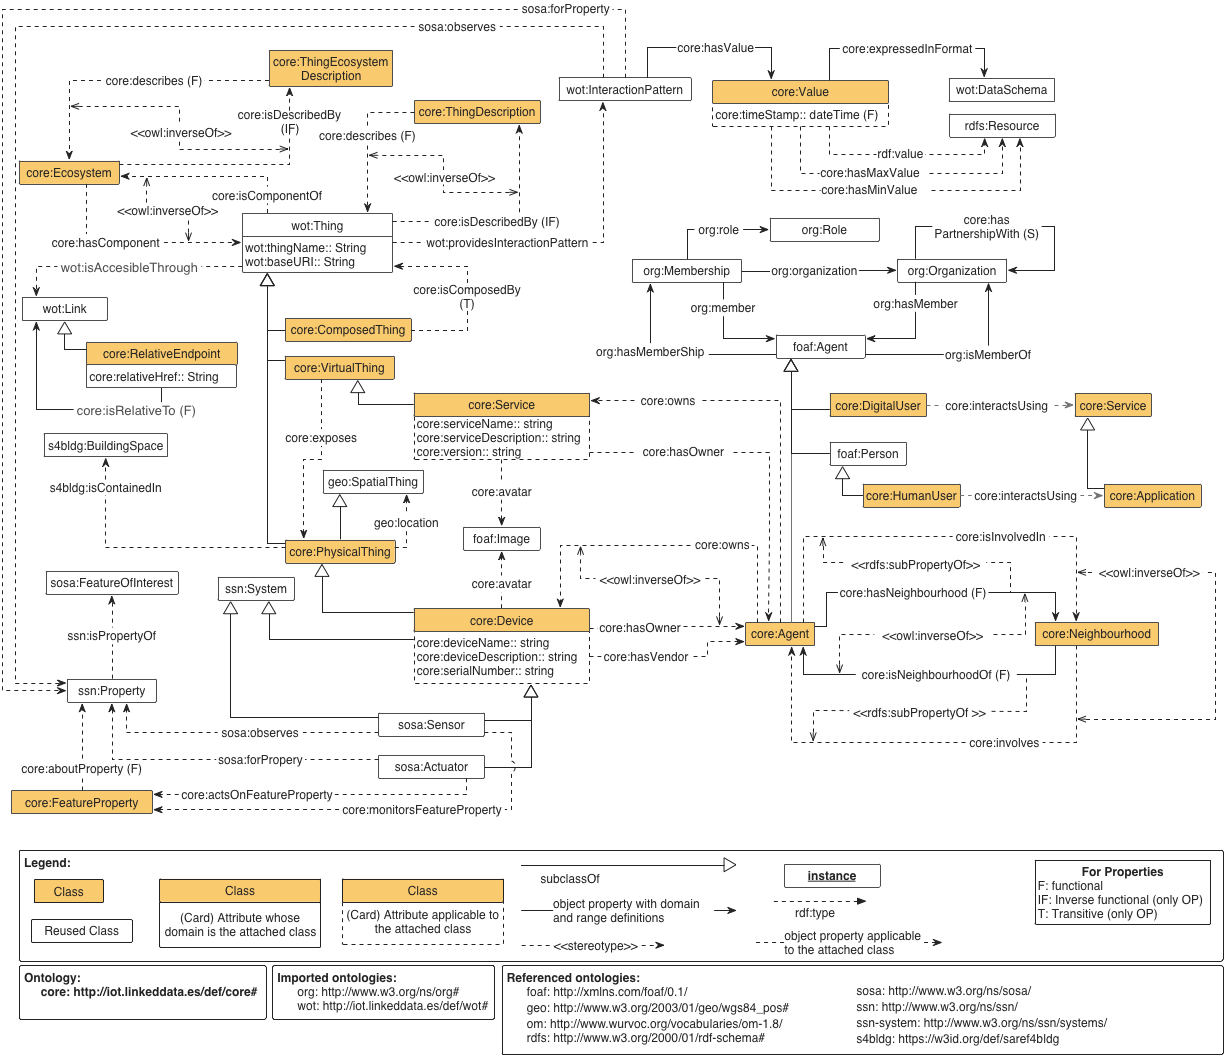 sosa:forProperty
sosa:observes
core:ThingEcosystem
Description
core:describes (F)
core:isDescribedBy
(IF)
<<owl:inverseOf>>
core:Ecosystem
core:ThingDescription
core:describes (F)
<<owl:inverseOf>>
core:isComponentOf
<<owl:inverseOf>>
core:hasComponent
wot:Thing
wot:thingName:: String
wot:baseURI:: String
core:isDescribedBy (IF)
wot:providesInteractionPattern
wot:InteractionPattern
core:hasValue
core:Value
core:timeStamp:: dateTime (F)
core:expressedInFormat
wot:DataSchema
rdfs:Resource
rdf:value
core:hasMaxValue
core:hasMinValue
wot:isAccesibleThrough
wot:Link
core:RelativeEndpoint
core:relativeHref:: String
core:isRelativeTo (F)
core:isComposedBy
(T)
core:ComposedThing
core:VirtualThing
org:role
org:Role
core:has
PartnershipWith (S)
org:Membership
org:organization
org:Organization
org:member
org:hasMember
org:hasMemberShip
foaf:Agent
org:isMemberOf
core:Service
core:serviceName:: string
core:serviceDescription:: string
core:version:: string
core:owns
core:hasOwner
core:DigitalUser
core:interactsUsing
core:Service
foaf:Person
core:HumanUser
core:interactsUsing
core:Application
s4bldg:BuildingSpace
s4bldg:isContainedIn
core:exposes
geo:SpatialThing
geo:location
core:avatar
foaf:Image
core:avatar
core:PhysicalThing
sosa:FeatureOfInterest
ssn:isPropertyOf
ssn:System
core:Device
core:deviceName:: string
core:deviceDescription:: string
core:serialNumber:: string
core:owns
<<owl:inverseOf>>
core:hasOwner
core:hasVendor
core:Agent
core:isInvolvedIn
<<rdfs:subPropertyOf>>
<<owl:inverseOf>>
core:hasNeighbourhood (F)
<<owl:inverseOf>>
core:Neighbourhood
core:isNeighbourhoodOf (F)
<<rdfs:subPropertyOf >>
core:involves
ssn:Property
sosa:Sensor
sosa:observes
sosa:forPropery
sosa:Actuator
core:aboutProperty (F)
core:FeatureProperty
core:actsOnFeatureProperty
core:monitorsFeatureProperty
Legend:
Class
Reused Class
Class
(Card) Attribute whose
domain is the attached class
Class
(Card) Attribute applicable to
the attached class
subclassOf
object property with domain
and range definitions
<<stereotype>>
instance
rdf:type
object property applicable
to the attached class
For Properties
F: functional
IF: Inverse functional (only OP)
T: Transitive (only OP)
Ontology:
core: http://iot.linkeddata.es/def/core#
Imported ontologies:
org: http://www.w3.org/ns/org#
wot: http://iot.linkeddata.es/def/wot#
Referenced ontologies:
foaf: http://xmlns.com/foaf/0.1/
geo: http://www.w3.org/2003/01/geo/wgs84_pos#
om: http://www.wurvoc.org/vocabularies/om-1.8/
rdfs: http://www.w3.org/2000/01/rdf-schema#
sosa: http://www.w3.org/ns/sosa/
ssn: http://www.w3.org/ns/ssn/
ssn-system: http://www.w3.org/ns/ssn/systems/
s4bldg: https://w3id.org/def/saref4bldg